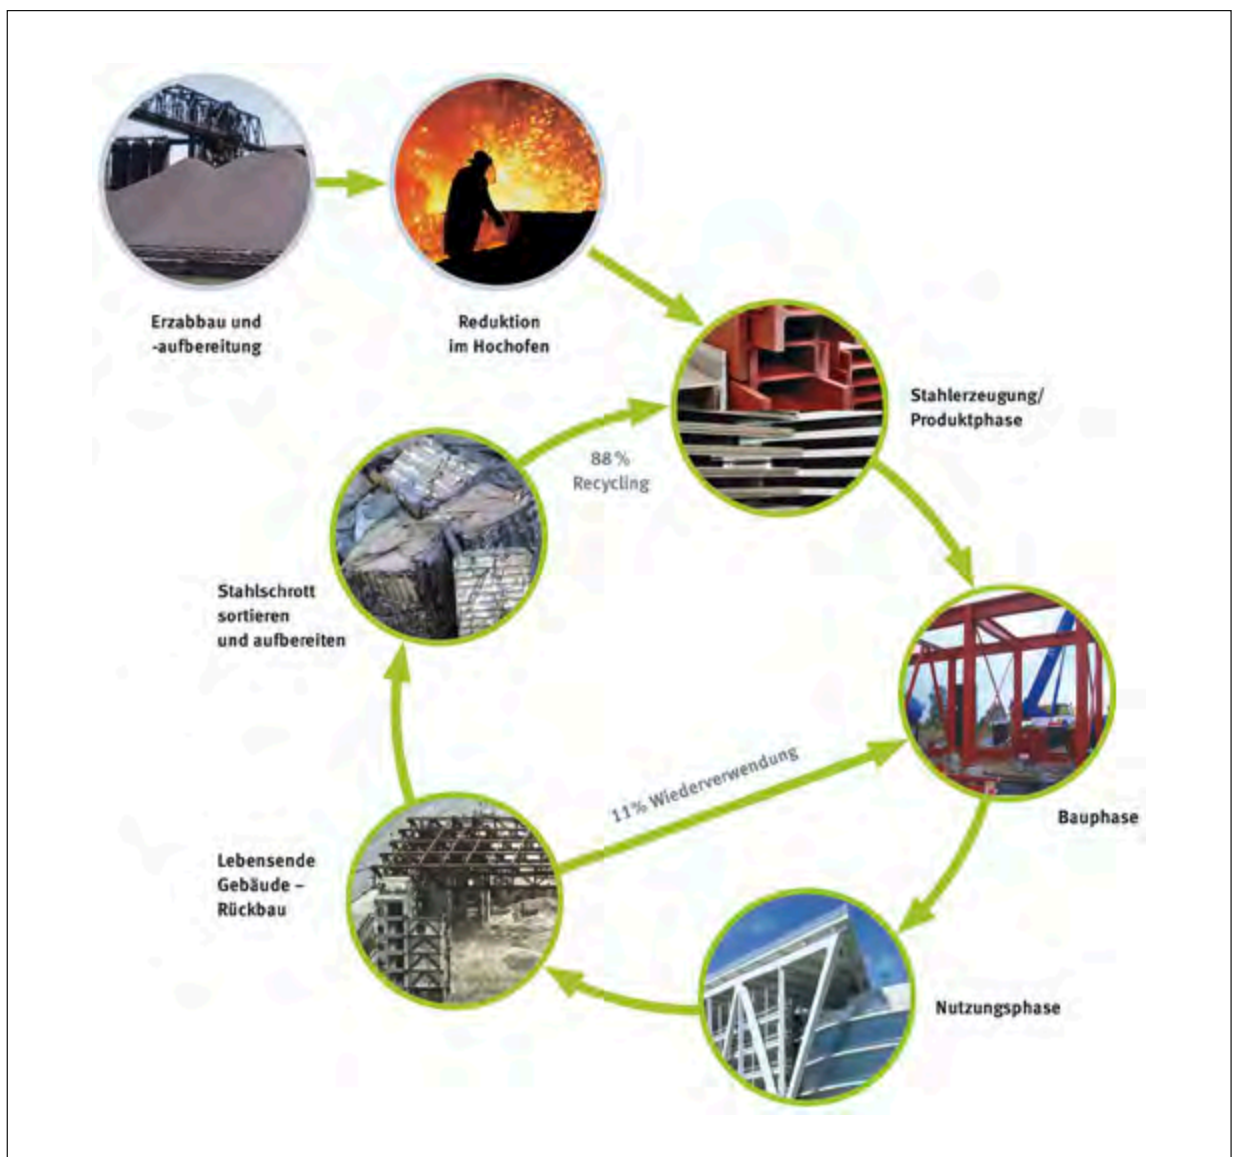 Erzabbau und
-aufbereitung
Reduktion
im Hochofen
Stahlerzeugung/
Produktphase
88% 
Recycling
Stahlschrott
sortieren
und aufbereiten
11% Wiederverwendung
Bauphase
Lebensende
Gebäude –
Rückbau
Nutzungsphase